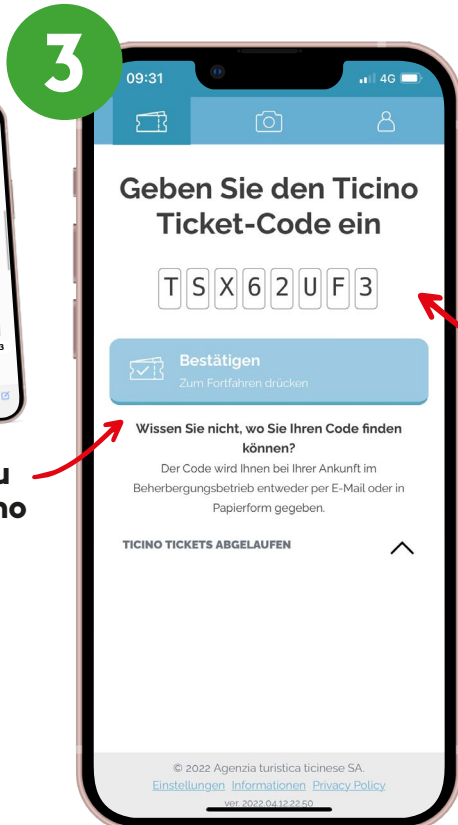 3
09:31
4G
Geben Sie den Ticino
Ticket-Code ein
TSX62UF3
Bestätigen
Zum Fortfahren drücken
Wissen Sie nicht, wo Sie Ihren Code finden
können?
Der Code wird Ihnen bei Ihrer Ankunft im
Beherbergungsbetrieb entweder per E-Mail oder in
Papierform gegeben.
TICINO TICKETS ABGELAUFEN
© 2022 Agenzia turistica ticinese SA.
Einstellungen Informationen Privacy Policy
ver. 2022.04.12.22.50
3